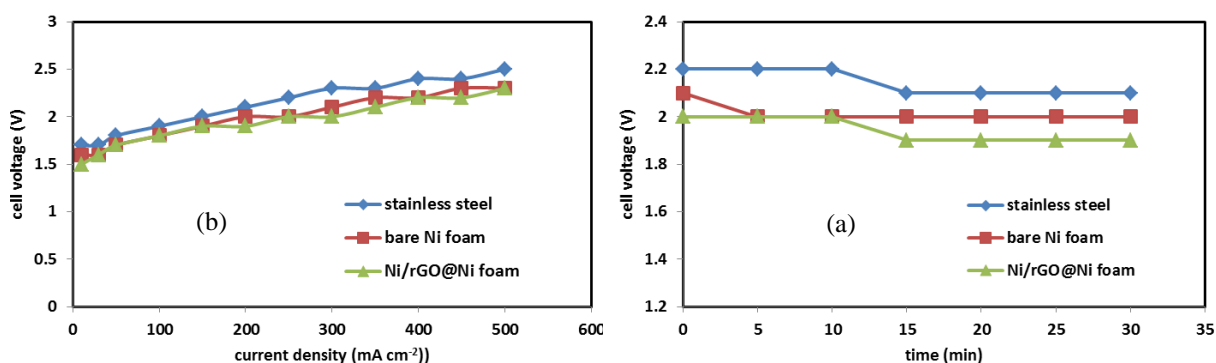 3
2.5
2
1.5
1
0.5
0
cell voltage (V)
(b)
stainless steel
bare Ni foam
Ni/rGO@Ni foam
0 100 200 300 400 500 600
current density (mA cm⁻²))
2.4
2.2
2
1.8
1.6
1.4
1.2
cell voltage (V)
(a)
stainless steel
bare Ni foam
Ni/rGO@Ni foam
0 5 10 15 20 25 30 35
time (min)